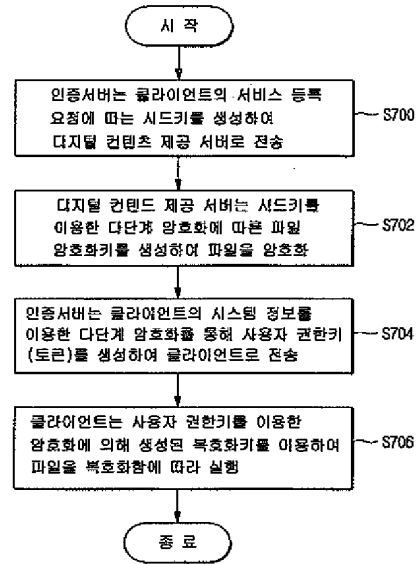 시 작
인증서버는 클라이언트의 서비스 등록
요청에 따는 시드키를 생성하여
디지털 컨텐츠 제공 서버로 전송
S700
디지털 컨텐드 제공 서버는 시드키를
이용한 다단계 암호화에 따른 파일
암호화키를 생성하여 파일을 암호화
S702
인증서버는 클라이언트의 시스템 정보를
이용한 다단계 암호화를 통해 사용자 권한키
(토큰)를 생성하여 클라이언트로 전송
S704
클라이언트는 사용자 권한키를 이용한
암호화에 의해 생성된 복호화키를 이용하여
파일을 복호화함에 따라 실행
S706
종 료